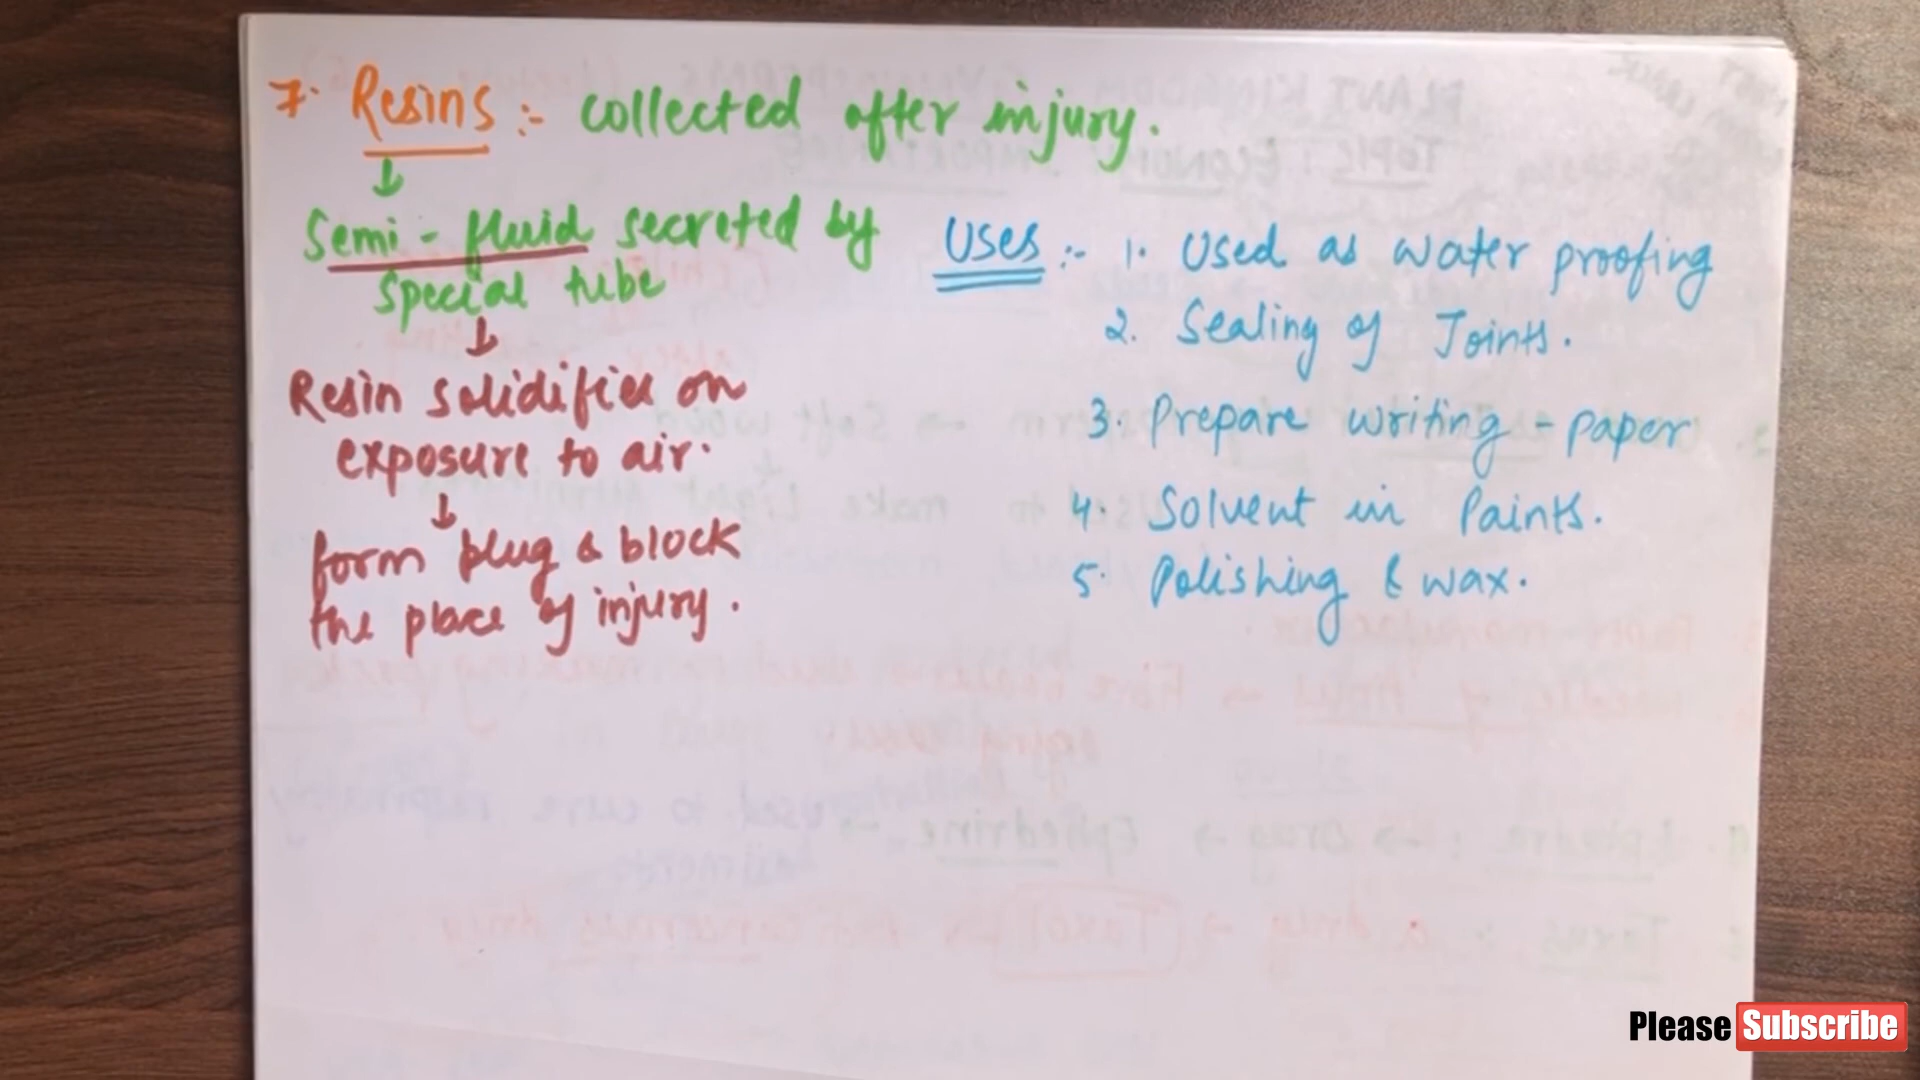 7. Resins :- collected after injury.
↓
Semi-fluid secreted by
special tube
↓
Resin solidifies on
exposure to air.
↓
form plug & block
the place of injury.
Uses :- 1. Used as water proofing
2. Sealing of Joints.
3. Prepare writing-paper
4. Solvent in Paints.
5. Polishing & wax.
Please Subscribe